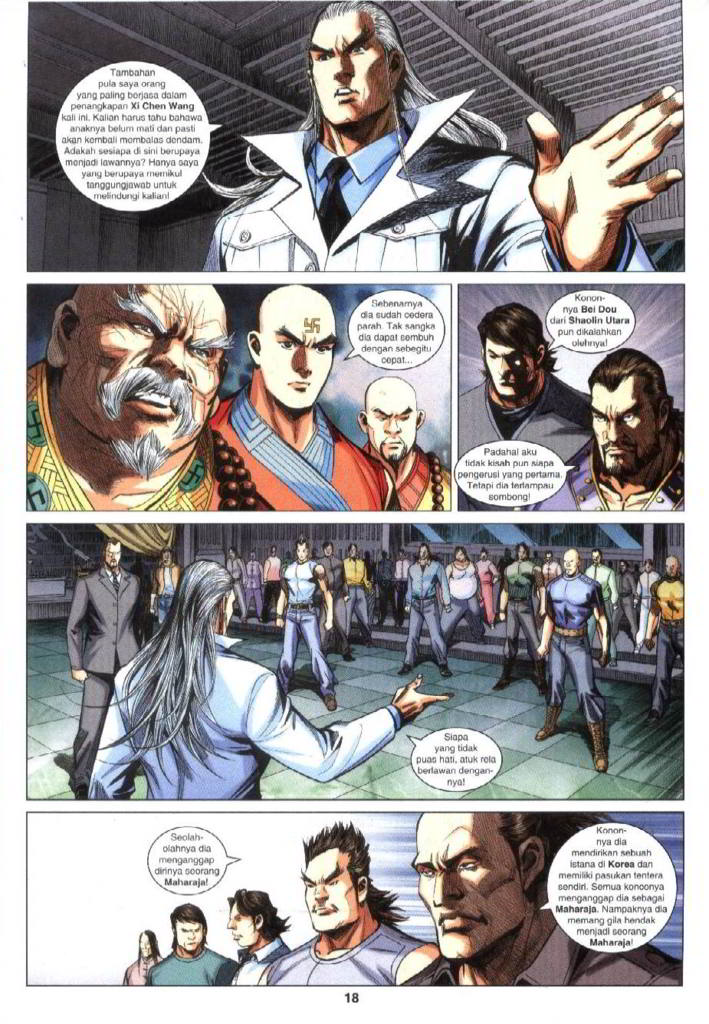 Tambahan
pula saya orang
yang paling berjasa dalam
penangkapan Xi Chen Wang
kali ini. Kalian harus tahu bahawa
anaknya belum mati dan pasti
akan kembali membalas dendam.
Adakah sesiapa di sini berupaya
menjadi lawannya? Hanya saya
yang berupaya memikul
tanggungjawab untuk
melindungi kalian!
Sebenarnya
dia sudah cedera
parah. Tak sangka
dia dapat sembuh
dengan sebegitu
cepat...
Konon-
nya Bei Dou
dari Shaolin Utara
pun dikalahkan
olehnya!
Padahal aku
tidak kisah pun siapa
pengerusi yang pertama.
Tetapi dia terlampau
sombong!
Siapa
yang tidak
puas hati, atuk rela
berlawan dengan-
nya!
Seolah-
olahnya dia
menganggap
dirinya seorang
Maharaja!
Konon-
nya dia
mendirikan sebuah
istana di Korea dan
memiliki pasukan tentera
sendiri. Semua kononnya
menganggap dia sebagai
Maharaja. Nampaknya dia
memang gila hendak
menjadi seorang
Maharaja!
18